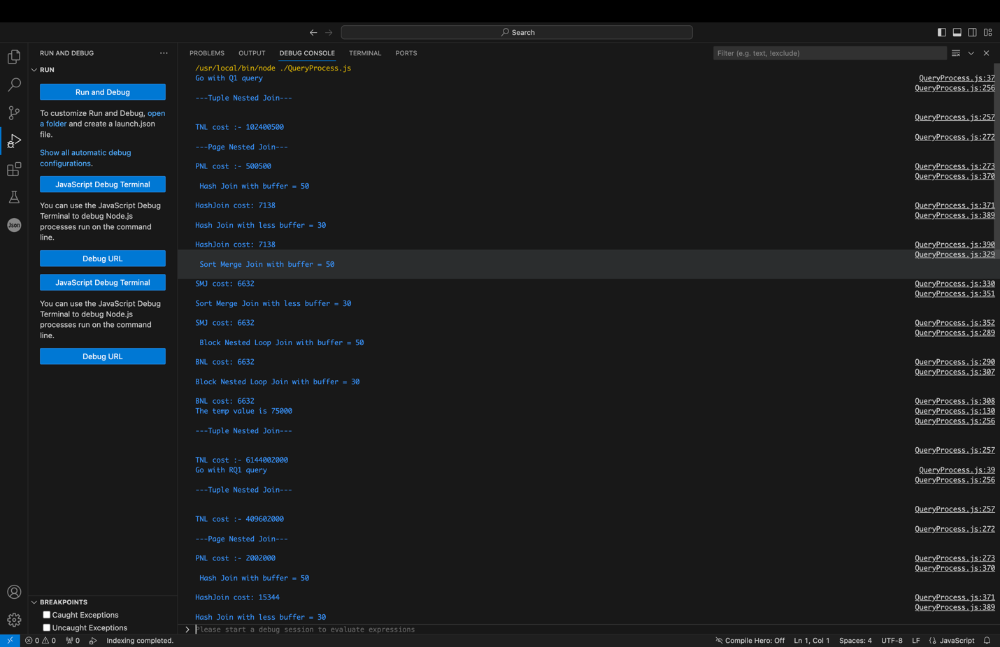 Search
RUN AND DEBUG
RUN
Run and Debug
To customize Run and Debug, open
a folder and create a launch.json
file.
Show all automatic debug
configurations.
JavaScript Debug Terminal
You can use the JavaScript Debug
Terminal to debug Node.js
processes run on the command
line.
Debug URL
JavaScript Debug Terminal
You can use the JavaScript Debug
Terminal to debug Node.js
processes run on the command
line.
Debug URL
Json
BREAKPOINTS
Caught Exceptions
Uncaught Exceptions
PROBLEMS OUTPUT DEBUG CONSOLE TERMINAL PORTS
Filter (e.g. text, !exclude)
/usr/local/bin/node ./QueryProcess.js
Go with Q1 query QueryProcess.js:37
QueryProcess.js:256
---Tuple Nested Join---
QueryProcess.js:257
TNL cost :- 102400500
QueryProcess.js:272
---Page Nested Join---
PNL cost :- 500500 QueryProcess.js:273
QueryProcess.js:370
Hash Join with buffer = 50
HashJoin cost: 7138 QueryProcess.js:371
QueryProcess.js:389
Hash Join with less buffer = 30
HashJoin cost: 7138 QueryProcess.js:390
QueryProcess.js:329
Sort Merge Join with buffer = 50
SMJ cost: 6632 QueryProcess.js:330
QueryProcess.js:351
Sort Merge Join with less buffer = 30
SMJ cost: 6632 QueryProcess.js:352
QueryProcess.js:289
Block Nested Loop Join with buffer = 50
BNL cost: 6632 QueryProcess.js:290
QueryProcess.js:307
Block Nested Loop Join with buffer = 30
BNL cost: 6632 QueryProcess.js:308
The temp value is 75000 QueryProcess.js:130
QueryProcess.js:256
---Tuple Nested Join---
QueryProcess.js:257
TNL cost :- 6144002000
Go with RQ1 query QueryProcess.js:39
QueryProcess.js:256
---Tuple Nested Join---
QueryProcess.js:257
TNL cost :- 409602000
QueryProcess.js:272
---Page Nested Join---
PNL cost :- 2002000 QueryProcess.js:273
QueryProcess.js:370
Hash Join with buffer = 50
HashJoin cost: 15344 QueryProcess.js:371
QueryProcess.js:389
Hash Join with less buffer = 30
Please start a debug session to evaluate expressions
0 0 0 Indexing completed. Compile Hero: Off Ln 1, Col 1 Spaces: 4 UTF-8 LF JavaScript